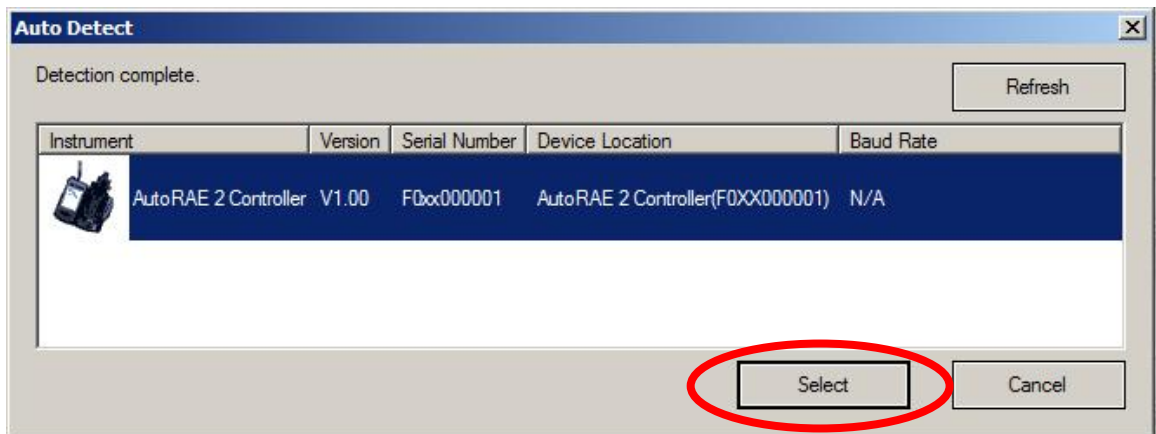 Auto Detect
Detection complete.
Refresh
Instrument Version Serial Number Device Location Baud Rate
AutoRAE 2 Controller V1.00 F0xx000001 AutoRAE 2 Controller(F0XX000001) N/A
Select Cancel